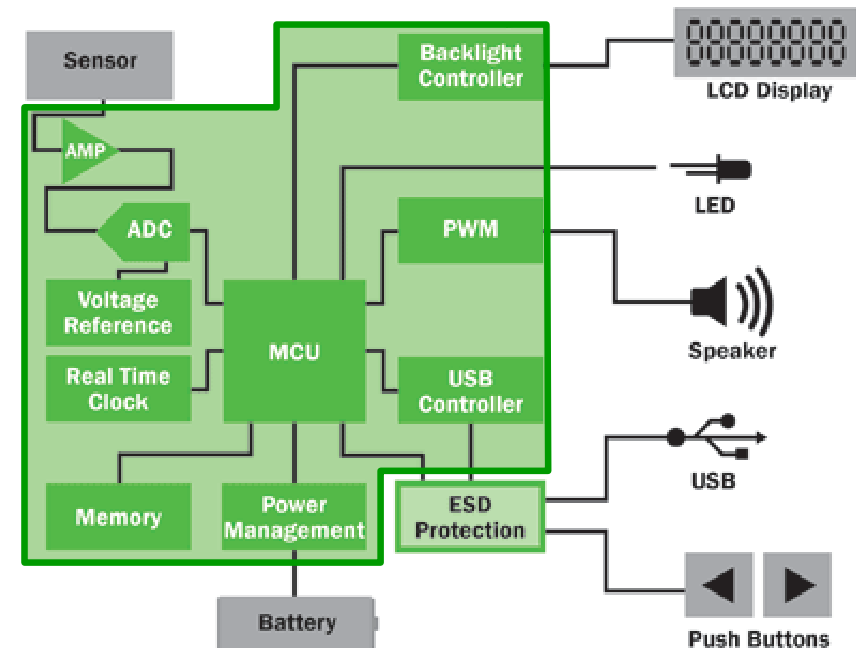 Sensor
Backlight
Controller
88888888
LCD Display
AMP
LED
ADC
PWM
Voltage
Reference
MCU
Speaker
Real Time
Clock
USB
Controller
USB
Memory
Power
Management
ESD
Protection
Battery
Push Buttons